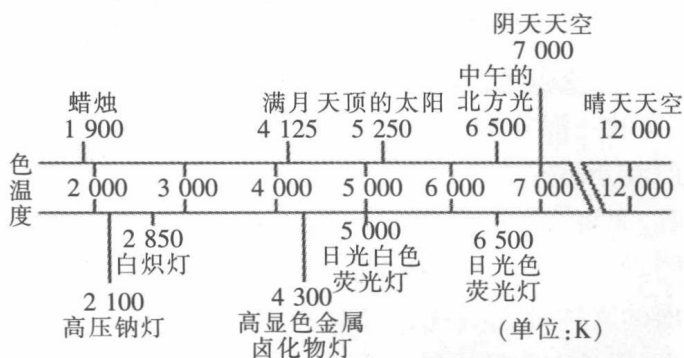 阴天天空
7 000
中午的
北方光
6 500
蜡烛
1 900
满月
4 125
天顶的太阳
5 250
晴天天空
12 000
色温度
2 000 3 000 4 000 5 000 6 000 7 000 12 000
2 850
白炽灯
5 000
日光白色
荧光灯
6 500
日光色
荧光灯
2 100
高压钠灯
4 300
高显色金属
卤化物灯
(单位:K)